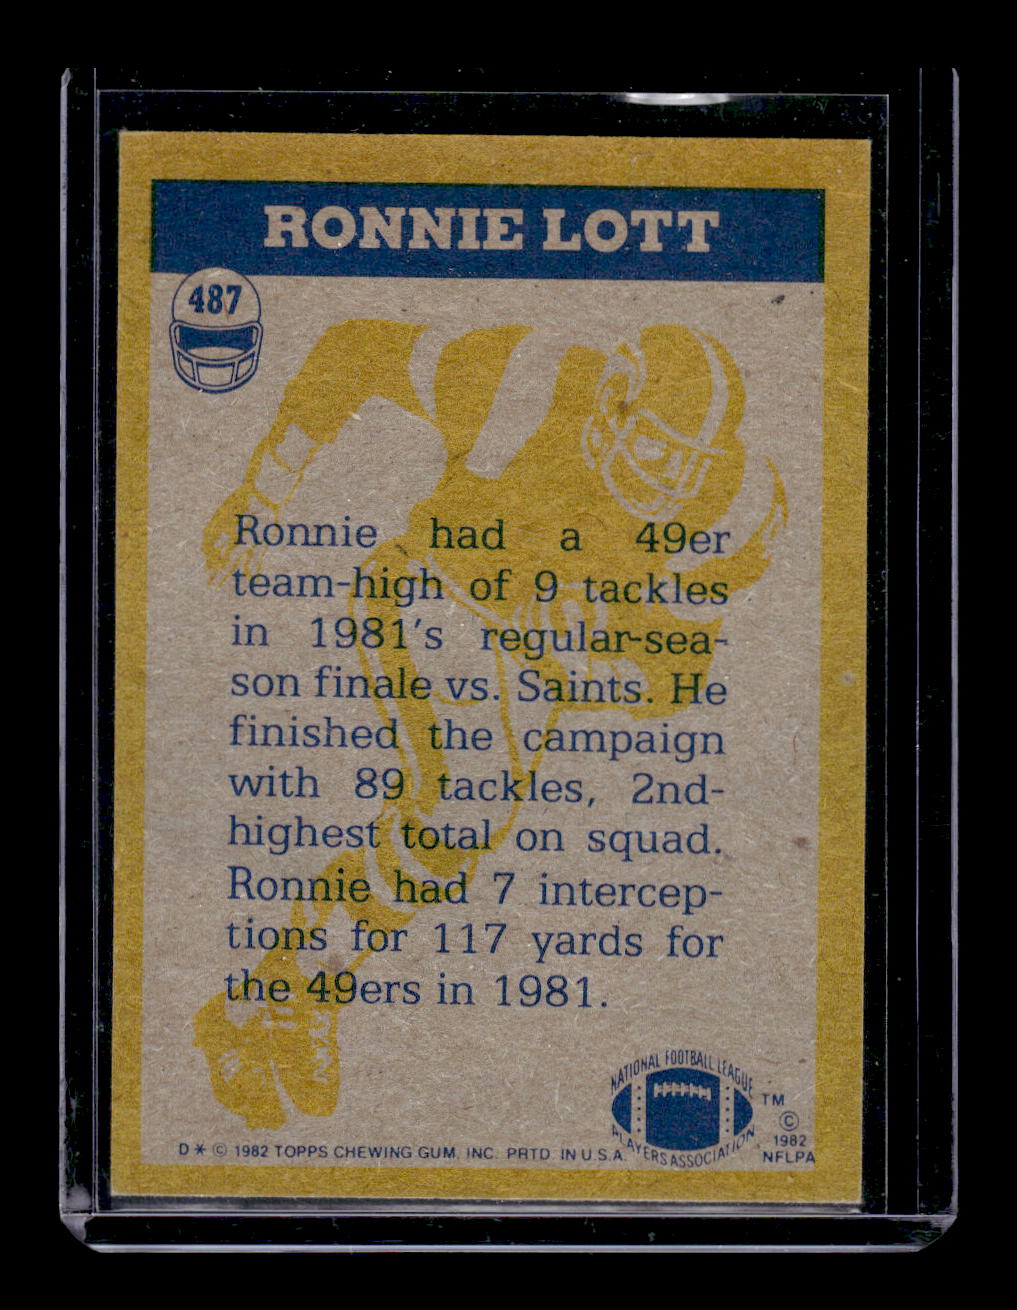 RONNIE LOTT
487
Ronnie had a 49er
team-high of 9 tackles
in 1981's regular-sea-
son finale vs. Saints. He
finished the campaign
with 89 tackles, 2nd-
highest total on squad.
Ronnie had 7 intercep-
tions for 117 yards for
the 49ers in 1981.
NATIONAL FOOTBALL LEAGUE
PLAYERS ASSOCIATION
TM
©
1982
NFLPA
D * © 1982 TOPPS CHEWING GUM, INC. PRTD. IN U.S.A.